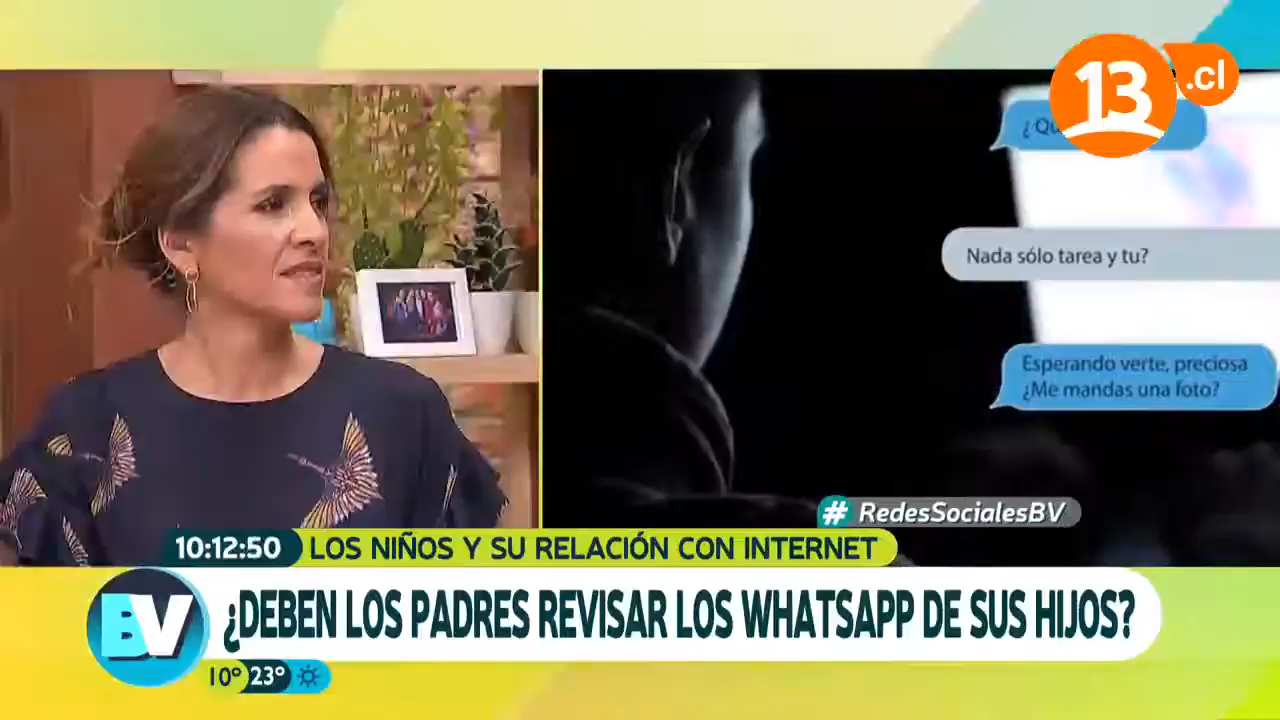 13
.cl
Nada sólo tarea y tu?
Esperando verte, preciosa
¿Me mandas una foto?
# RedesSocialesBV
10:12:50 LOS NIÑOS Y SU RELACIÓN CON INTERNET
BV ¿DEBEN LOS PADRES REVISAR LOS WHATSAPP DE SUS HIJOS?
10° 23°